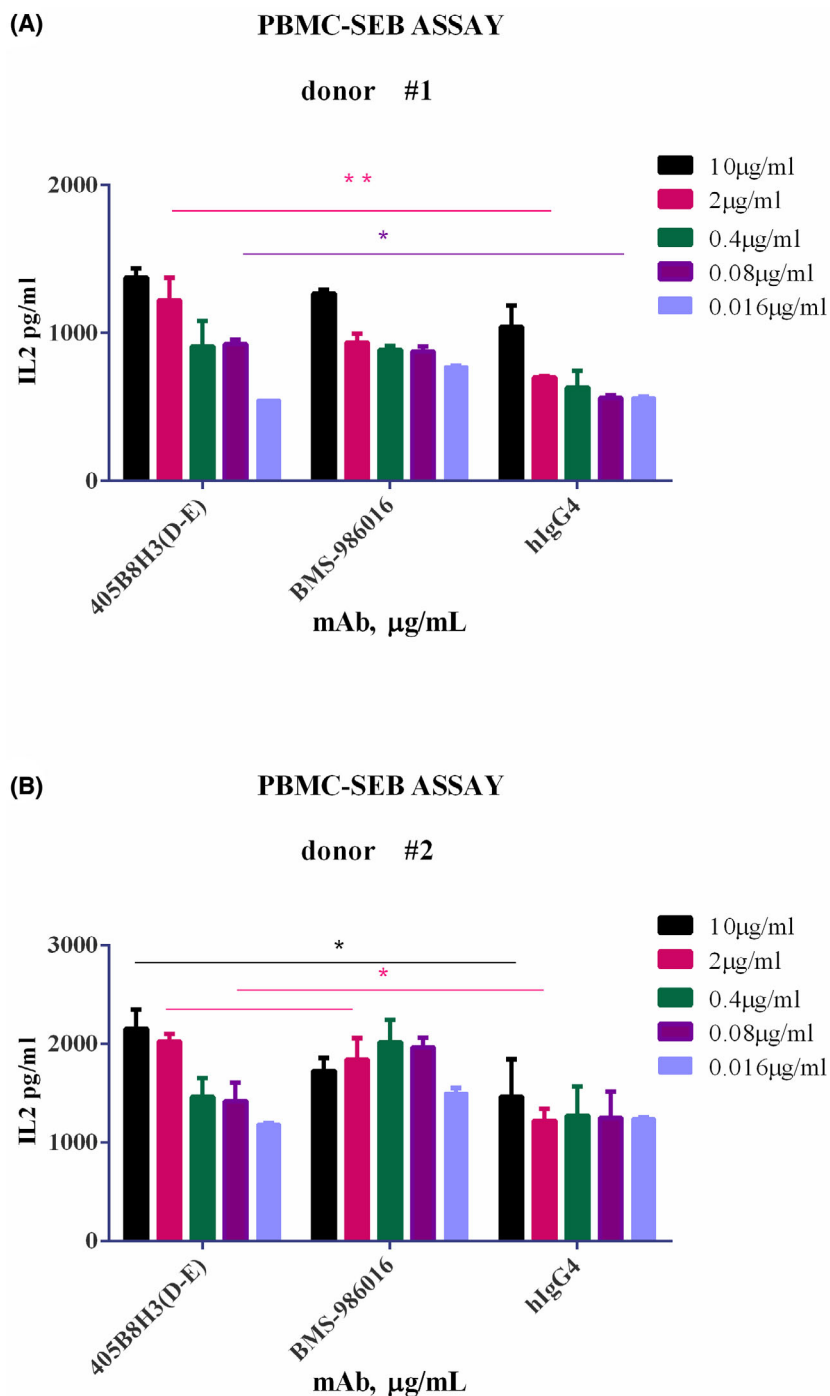 (A)
PBMC-SEB ASSAY
donor #1
10μg/ml
2μg/ml
0.4μg/ml
0.08μg/ml
0.016μg/ml
* *
*
2000
1000
0
IL2 pg/ml
405B8H3(D-E)
BMS-986016
hIgG4
mAb, μg/mL
(B)
PBMC-SEB ASSAY
donor #2
10μg/ml
2μg/ml
0.4μg/ml
0.08μg/ml
0.016μg/ml
*
*
3000
2000
1000
0
IL2 pg/ml
405B8H3(D-E)
BMS-986016
hIgG4
mAb, μg/mL